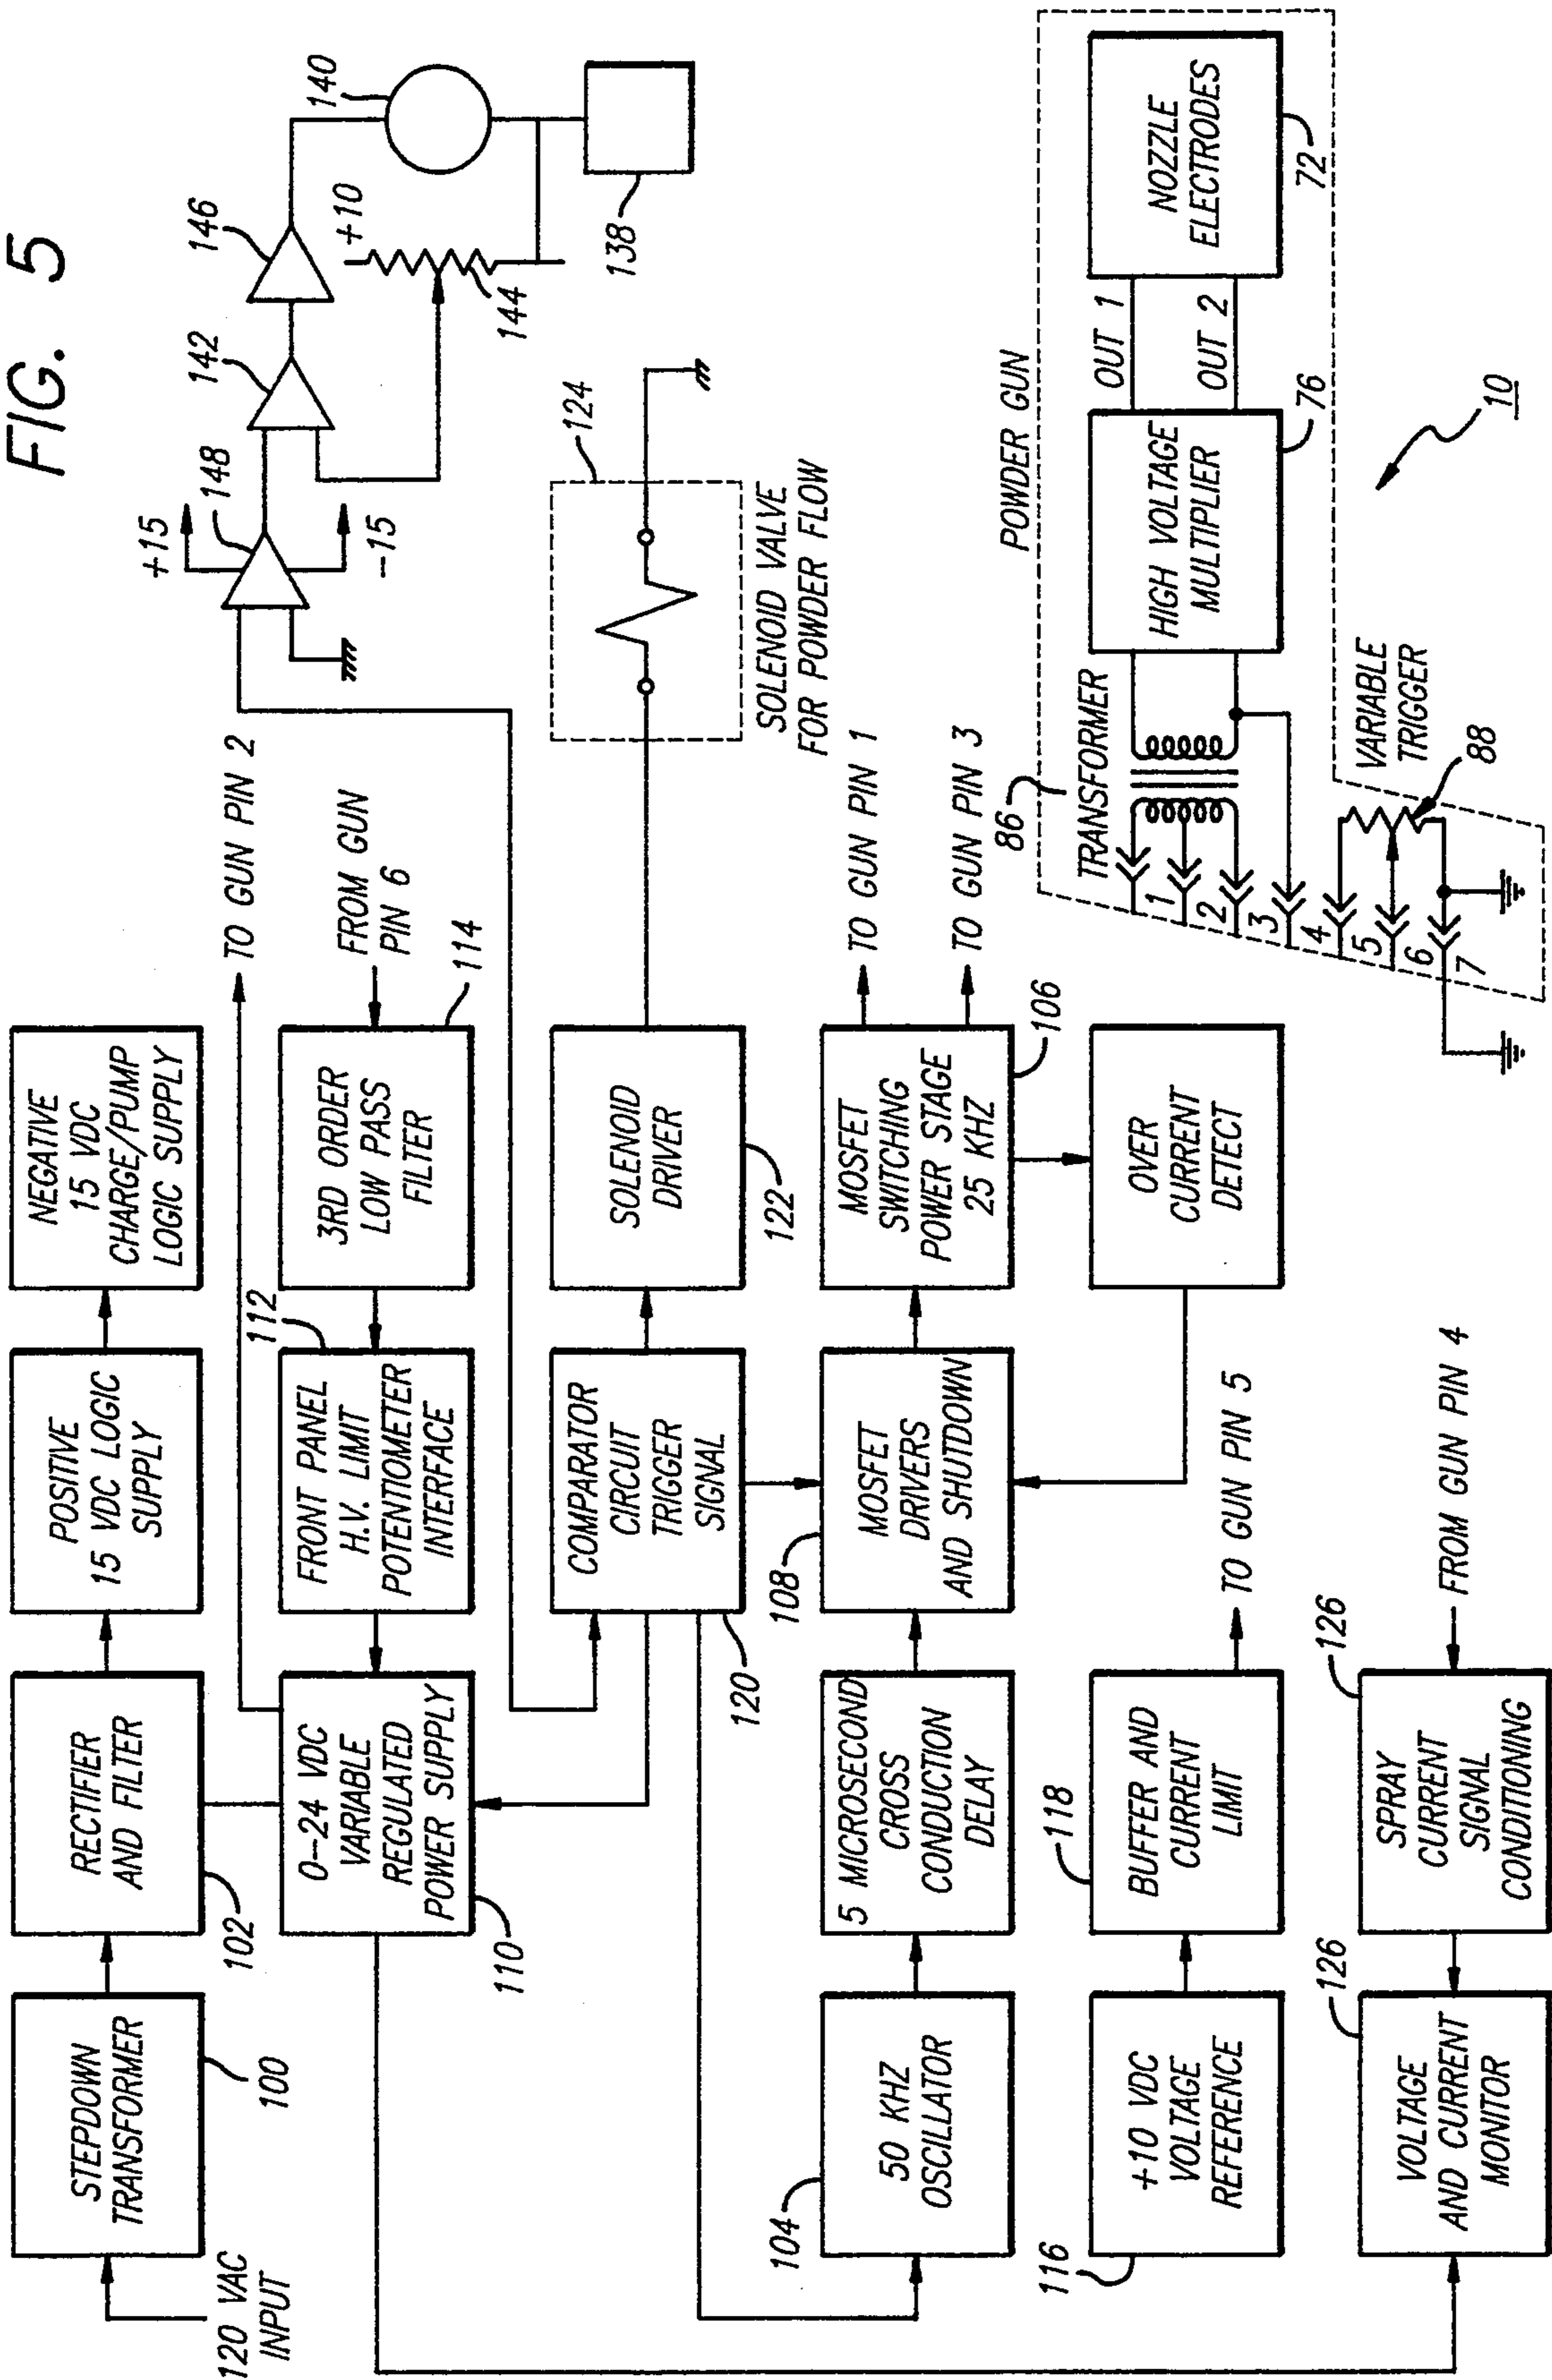 FIG. 5
120 VAC
INPUT
STEPDOWN
TRANSFORMER
100
RECTIFIER
AND FILTER
102
POSITIVE
15 VDC LOGIC
SUPPLY
NEGATIVE
15 VDC
CHARGE/PUMP
LOGIC SUPPLY
TO GUN PIN 2
0-24 VDC
VARIABLE
REGULATED
POWER SUPPLY
110
FRONT PANEL
H.V. LIMIT
POTENTIOMETER
INTERFACE
112
3RD ORDER
LOW PASS
FILTER
114
FROM GUN
PIN 6
+15
-15
148
142
146
+10
144
140
138
COMPARATOR
CIRCUIT
TRIGGER
SIGNAL
120
SOLENOID
DRIVER
122
124
SOLENOID VALVE
FOR POWDER FLOW
104
50 KHZ
OSCILLATOR
5 MICROSECOND
CROSS
CONDUCTION
DELAY
108
MOSFET
DRIVERS
AND SHUTDOWN
MOSFET
SWITCHING
POWER STAGE
25 KHZ
106
TO GUN PIN 1
TO GUN PIN 3
OVER
CURRENT
DETECT
116
+10 VDC
VOLTAGE
REFERENCE
118
BUFFER AND
CURRENT
LIMIT
TO GUN PIN 5
126
VOLTAGE
AND CURRENT
MONITOR
126
SPRAY
CURRENT
SIGNAL
CONDITIONING
FROM GUN PIN 4
POWDER GUN
86
TRANSFORMER
HIGH VOLTAGE
MULTIPLIER
76
OUT 1
OUT 2
NOZZLE
ELECTRODES
72
1
2
3
4
5
6
7
VARIABLE
TRIGGER
88
10